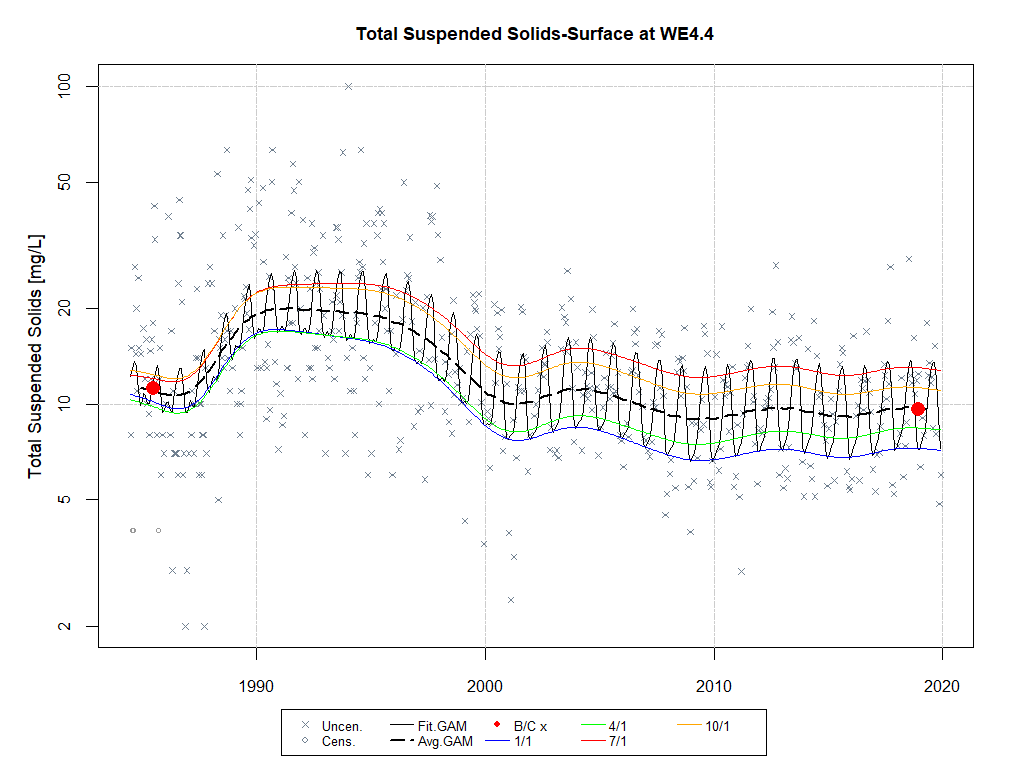 Total Suspended Solids-Surface at WE4.4
Total Suspended Solids [mg/L]
100
50
20
10
5
2
1990 2000 2010 2020
Uncen. Fit.GAM B/C x 4/1 10/1
Cens. Avg.GAM 1/1 7/1